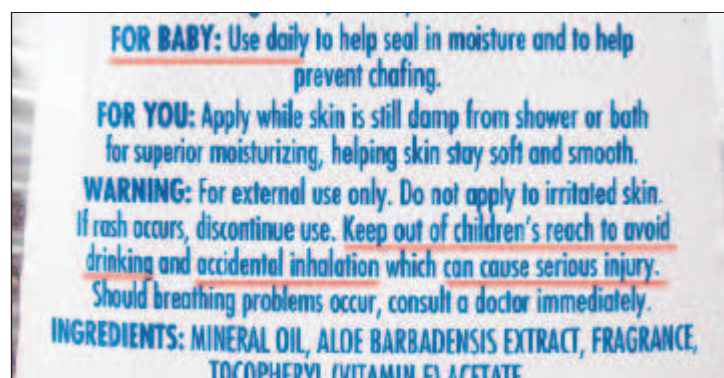 FOR BABY: Use daily to help seal in moisture and to help
prevent chafing.
FOR YOU: Apply while skin is still damp from shower or bath
for superior moisturizing, helping skin stay soft and smooth.
WARNING: For external use only. Do not apply to irritated skin.
If rash occurs, discontinue use. Keep out of children's reach to avoid
drinking and accidental inhalation which can cause serious injury.
Should breathing problems occur, consult a doctor immediately.
INGREDIENTS: MINERAL OIL, ALOE BARBADENSIS EXTRACT, FRAGRANCE,
TOCOPHERYL (VITAMIN E) ACETATE